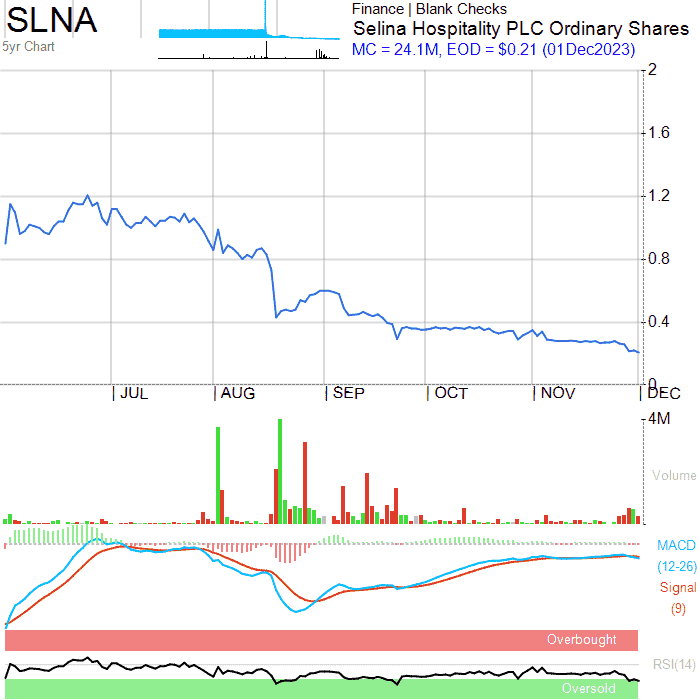 SLNA
5yr Chart
Finance | Blank Checks
Selina Hospitality PLC Ordinary Shares
MC = 24.1M, EOD = $0.21 (01Dec2023)
2
1.6
1.2
0.8
0.4
0
| JUL | AUG | SEP | OCT | NOV | DEC
4M
Volume
MACD
(12-26)
Signal
(9)
Overbought
RSI(14)
Oversold